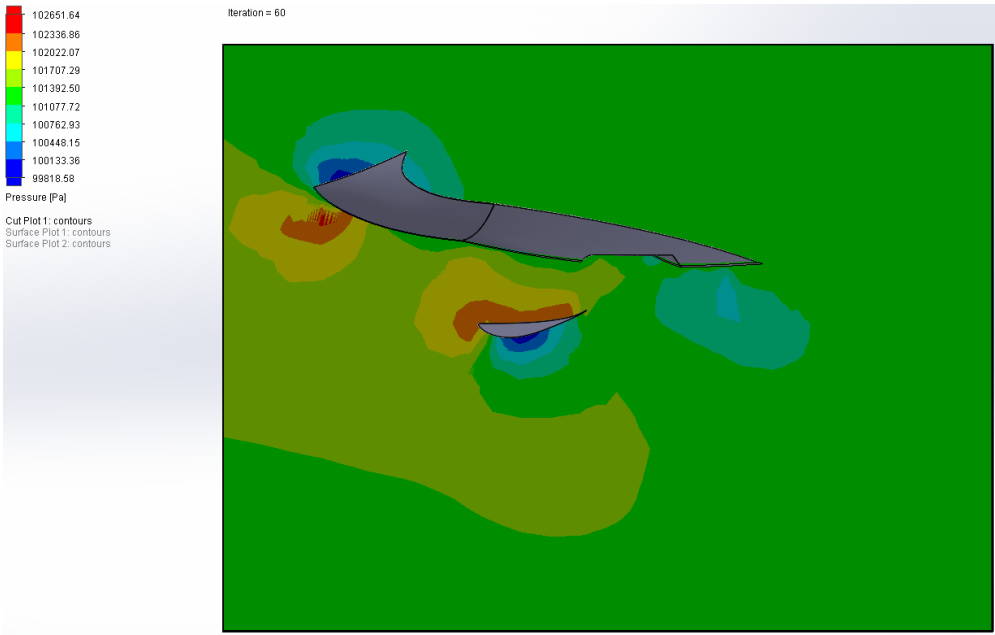 Iteration = 60
102651.64
102336.86
102022.07
101707.29
101392.50
101077.72
100762.93
100448.15
100133.36
99818.58
Pressure [Pa]
Cut Plot 1: contours
Surface Plot 1: contours
Surface Plot 2: contours